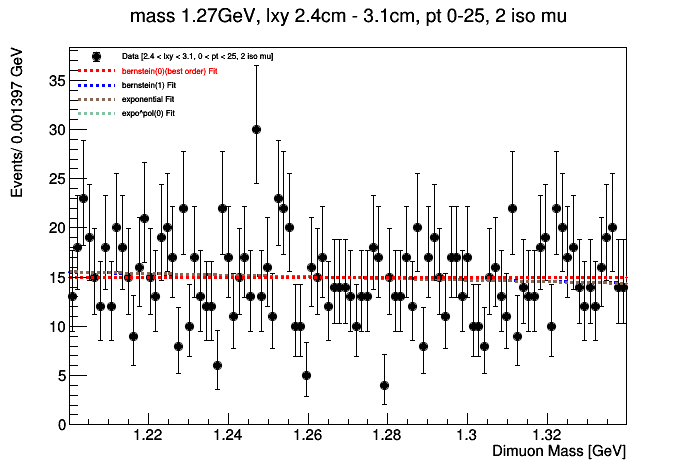 mass 1.27GeV, lxy 2.4cm - 3.1cm, pt 0-25, 2 iso mu
Events/ 0.001397 GeV
Data [2.4 < lxy < 3.1, 0 < pt < 25, 2 iso mu]
bernstein(0)(best order) Fit
bernstein(1) Fit
exponential Fit
expo*pol(0) Fit
35
30
25
20
15
10
5
0
1.22 1.24 1.26 1.28 1.3 1.32
Dimuon Mass [GeV]